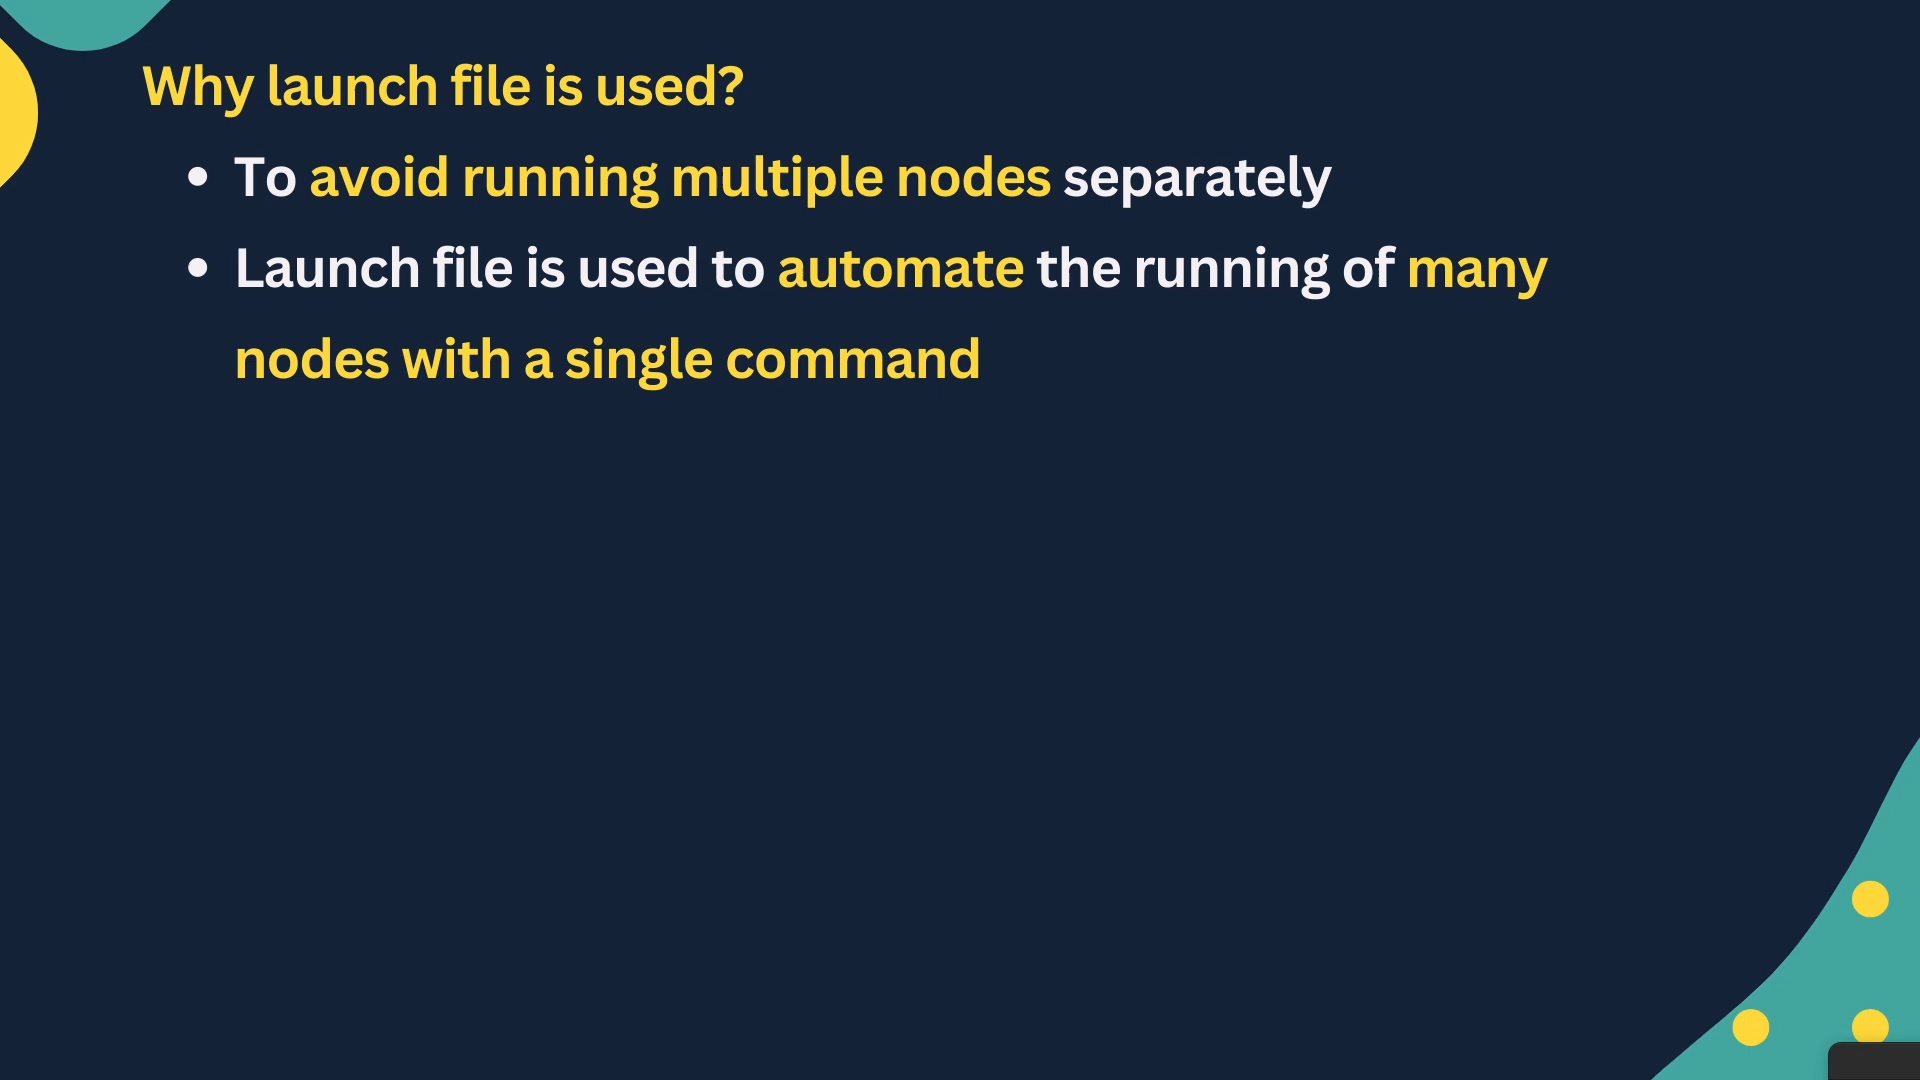 Why launch file is used?
• To avoid running multiple nodes separately
• Launch file is used to automate the running of many
nodes with a single command